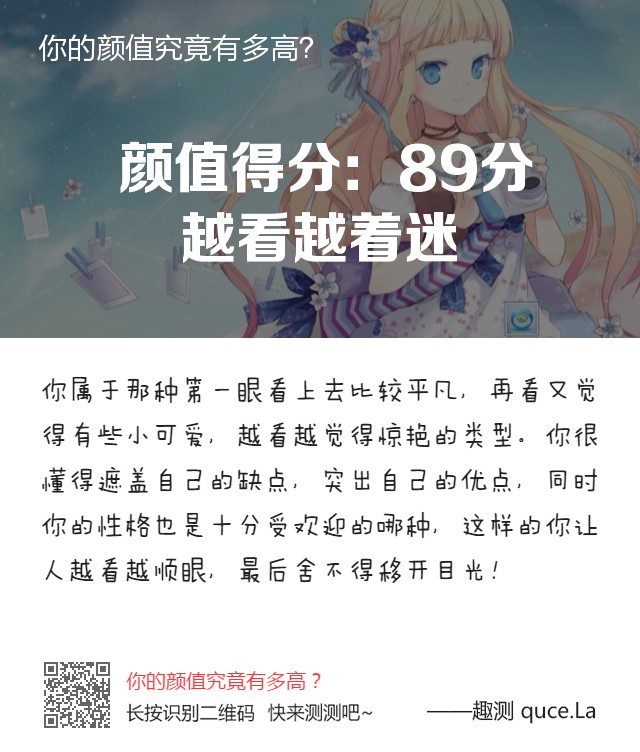 你的颜值究竟有多高?
颜值得分: 89分
越看越着迷
你属于那种第一眼看上去比较平凡, 再看又觉
得有些小可爱, 越看越觉得惊艳的类型。你很
懂得遮盖自己的缺点, 突出自己的优点, 同时
你的性格也是十分受欢迎的哪种, 这样的你让
人越看越顺眼, 最后舍不得移开目光!
你的颜值究竟有多高?
长按识别二维码 快来测测吧~
——趣测 quce.La